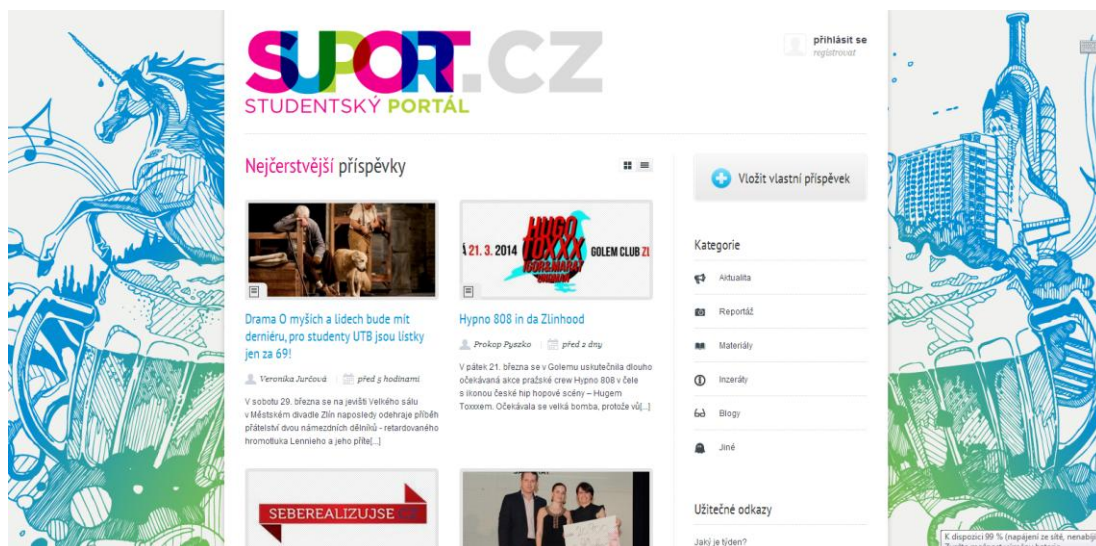 SUPORT.CZ
STUDENTSKÝ PORTÁL
přihlásit se
registrovat
Nejčerstvější příspěvky
Drama O myších a lidech bude mít
derniéru, pro studenty UTB jsou lístky
jen za 69!
Veronika Jurčová
před 5 hodinami
V sobotu 29. března se na jevišti Velkého sálu
v Městském divadle Zlín naposledy odehraje příběh
přátelství dvou námezdních dělníků - retardovaného
hromotluka Lennieho a jeho příte[...]
Á 21. 3. 2014
HUGO
TOXXX
GOLEM CLUB ZL
Hypno 808 in da Zlinhood
Prokop Pyszko
před 2 dny
V pátek 21. března se v Golemu uskutečnila dlouho
očekávaná akce pražské crew Hypno 808 v čele
s ikonou české hip hopové scény – Hugem
Toxxxem. Očekávala se velká bomba, protože vů[...]
SEBEREALIZUJSE.CZ
Vložit vlastní příspěvek
Kategorie
Aktualita
Reportáž
Materiály
Inzeráty
Blogy
Jiné
Užitečné odkazy
Jaký je týden?
K dispozici 99 % (napájení ze sítě, nenabíjí